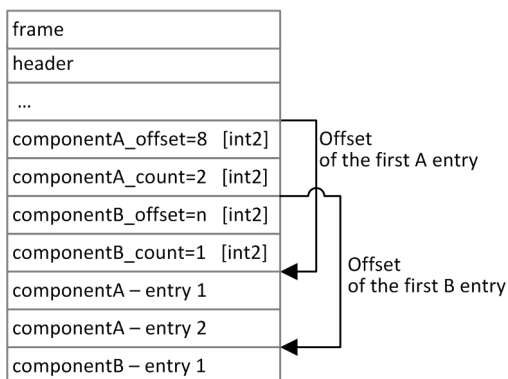 frame
header
...
componentA_offset=8 [int2]
componentA_count=2 [int2]
componentB_offset=n [int2]
componentB_count=1 [int2]
componentA – entry 1
componentA – entry 2
componentB – entry 1
Offset
of the first A entry
Offset
of the first B entry